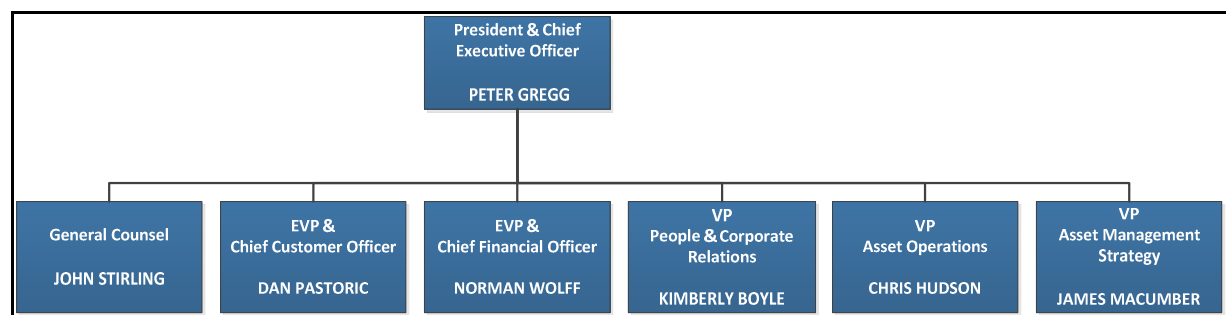 President & Chief
Executive Officer
PETER GREGG
General Counsel
JOHN STIRLING
EVP &
Chief Customer Officer
DAN PASTORIC
EVP &
Chief Financial Officer
NORMAN WOLFF
VP
People & Corporate
Relations
KIMBERLY BOYLE
VP
Asset Operations
CHRIS HUDSON
VP
Asset Management
Strategy
JAMES MACUMBER